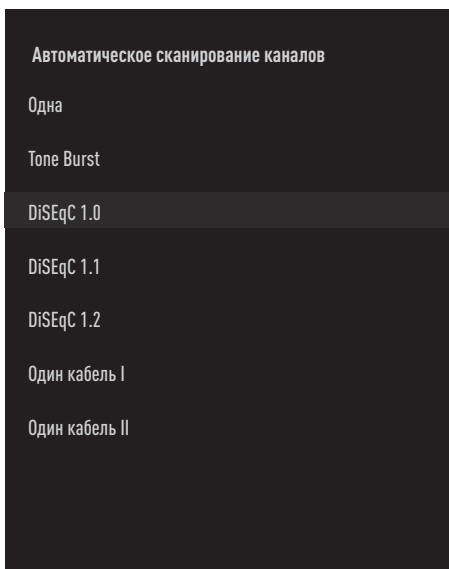 Автоматическое сканирование каналов
Одна
Tone Burst
DiSEqC 1.0
DiSEqC 1.1
DiSEqC 1.2
Один кабель I
Один кабель II